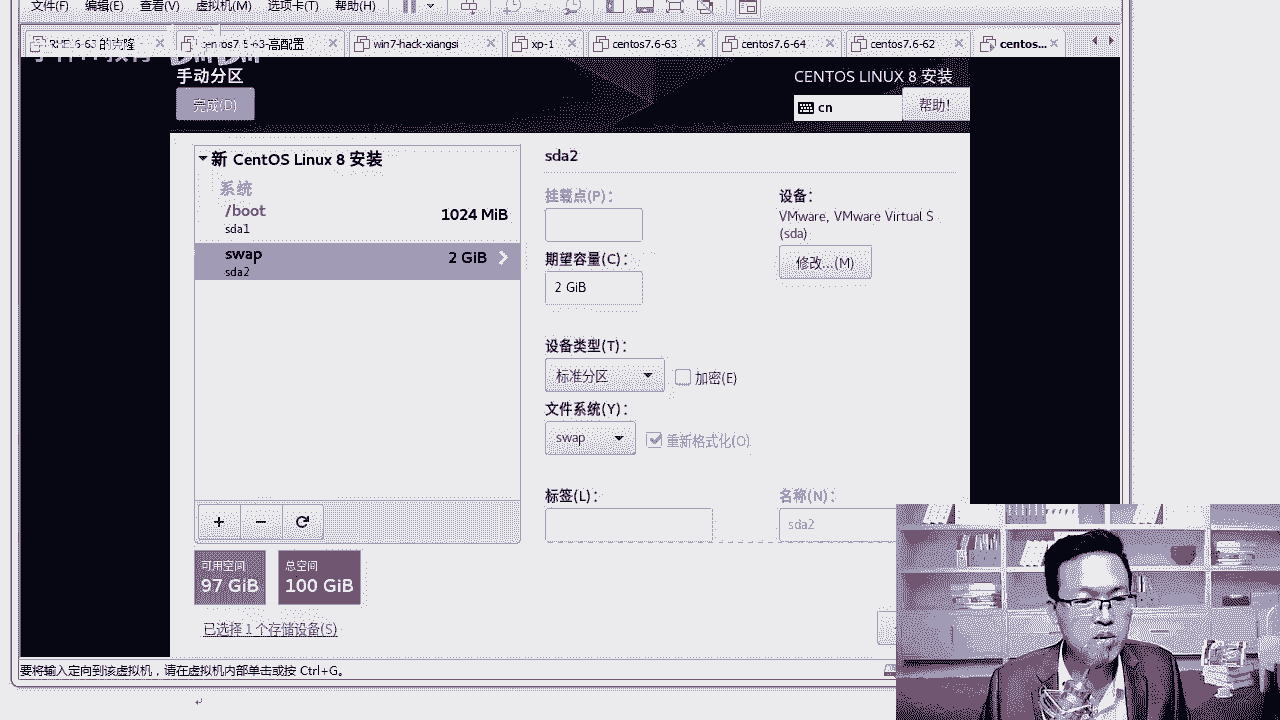 文件(F) 编辑(E) 查看(V) 虚拟机(M) 选项卡(T) 帮助(H)
RHEL6-63 的克隆 centos7.5-63-高配置 win7-hack-xiangsi xp-1 centos7.6-63 centos7.6-64 centos7.6-62 centos...
手动分区
CENTOS LINUX 8 安装
完成(D)
cn
帮助!
新 CentOS Linux 8 安装
系统
/boot
1024 MiB
sda1
swap
2 GiB
sda2
+ −
可用空间
97 GiB
总空间
100 GiB
已选择 1 个存储设备(S)
sda2
挂载点(P):
期望容量(C):
2 GiB
设备:
VMware, VMware Virtual S
(sda)
修改...(M)
设备类型(T):
标准分区
加密(E)
文件系统(Y):
swap
重新格式化(O)
标签(L):
名称(N):
sda2
要将输入定向到该虚拟机，请在虚拟机内部单击或按 Ctrl+G。